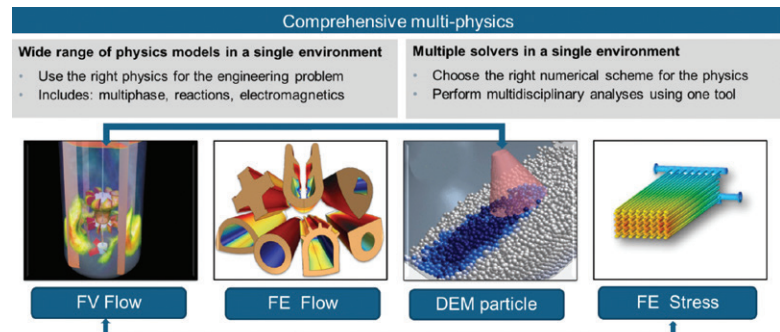 Comprehensive multi-physics
Wide range of physics models in a single environment
• Use the right physics for the engineering problem
• Includes: multiphase, reactions, electromagnetics
Multiple solvers in a single environment
• Choose the right numerical scheme for the physics
• Perform multidisciplinary analyses using one tool
FV Flow
FE Flow
DEM particle
FE Stress